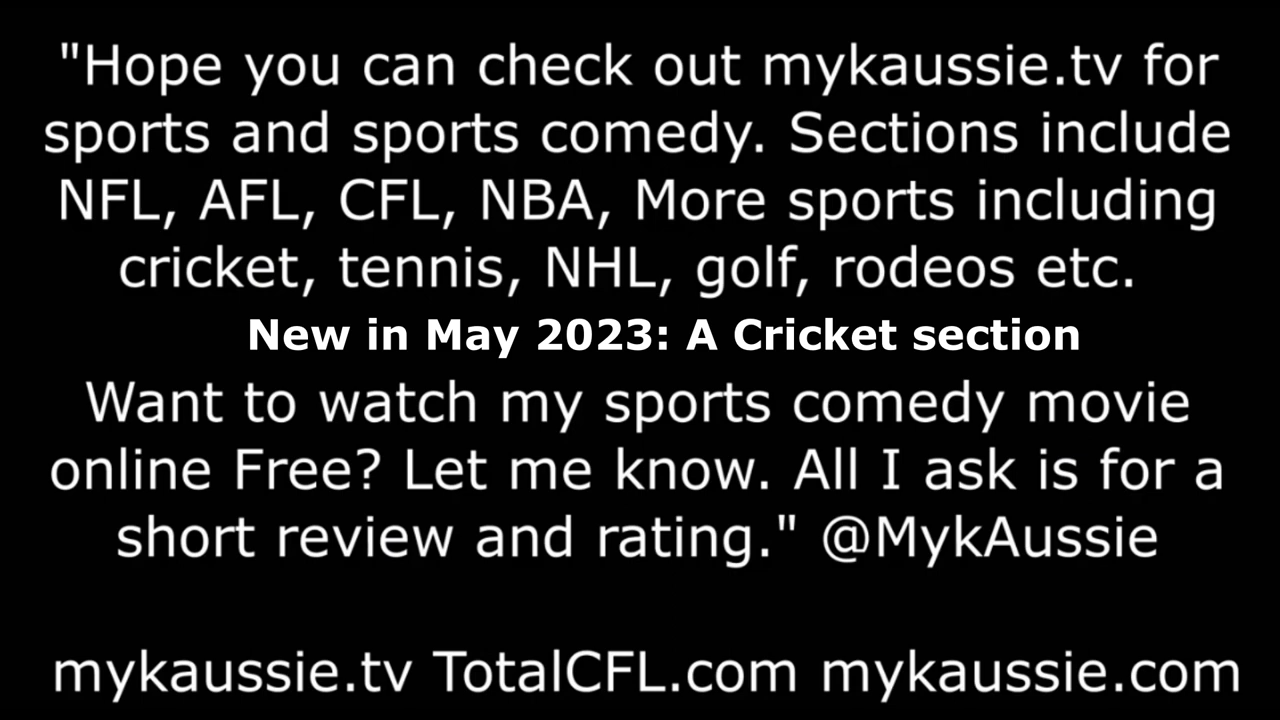 "Hope you can check out mykaussie.tv for
sports and sports comedy. Sections include
NFL, AFL, CFL, NBA, More sports including
cricket, tennis, NHL, golf, rodeos etc.
New in May 2023: A Cricket section
Want to watch my sports comedy movie
online Free? Let me know. All I ask is for a
short review and rating." @MykAussie
mykaussie.tv TotalCFL.com mykaussie.com